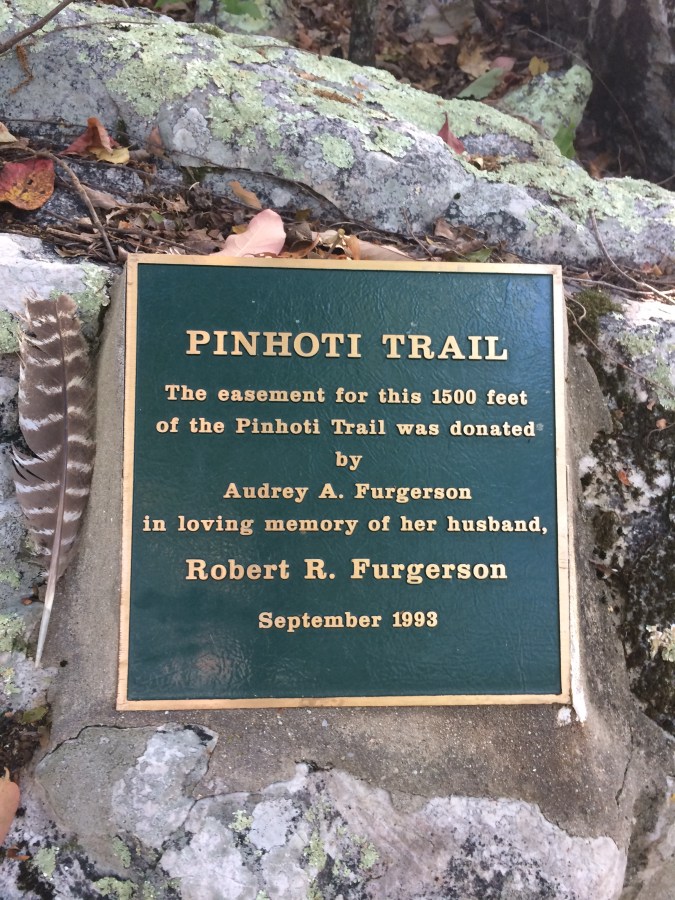 PINHOTI TRAIL
The easement for this 1500 feet
of the Pinhoti Trail was donated
by
Audrey A. Furgerson
in loving memory of her husband,
Robert R. Furgerson
September 1993